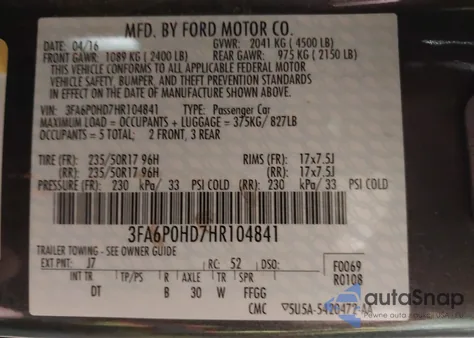 MFD. BY FORD MOTOR CO.
DATE: 04/16 GVWR: 2041 KG (4500 LB)
FRONT GAWR: 1089 KG (2400 LB) REAR GAWR: 975 KG (2150 LB)
THIS VEHICLE CONFORMS TO ALL APPLICABLE FEDERAL MOTOR
VEHICLE SAFETY, BUMPER, AND THEFT PREVENTION STANDARDS
IN EFFECT ON THE DATE OF MANUFACTURE SHOWN ABOVE.
VIN: 3FA6P0HD7HR104841 TYPE: Passenger Car
MAXIMUM LOAD = OCCUPANTS + LUGGAGE = 375KG/ 827LB
OCCUPANTS = 5 TOTAL: 2 FRONT, 3 REAR
TIRE (FR): 235/50R17 96H RIMS (FR): 17x7.5J
(RR): 235/50R17 96H (RR): 17x7.5J
PRESSURE (FR): 230 kPa/ 33 PSI COLD (RR): 230 kPa/ 33 PSI COLD
3FA6P0HD7HR104841
TRAILER TOWING - SEE OWNER GUIDE
EXT PNT: J7 RC: 52 DSO: F0069
INT TR TP/PS R AXLE TR SPR R0108
DT B 30 W FFGG
CMC 5U5A-5420472-AA
autoSnap